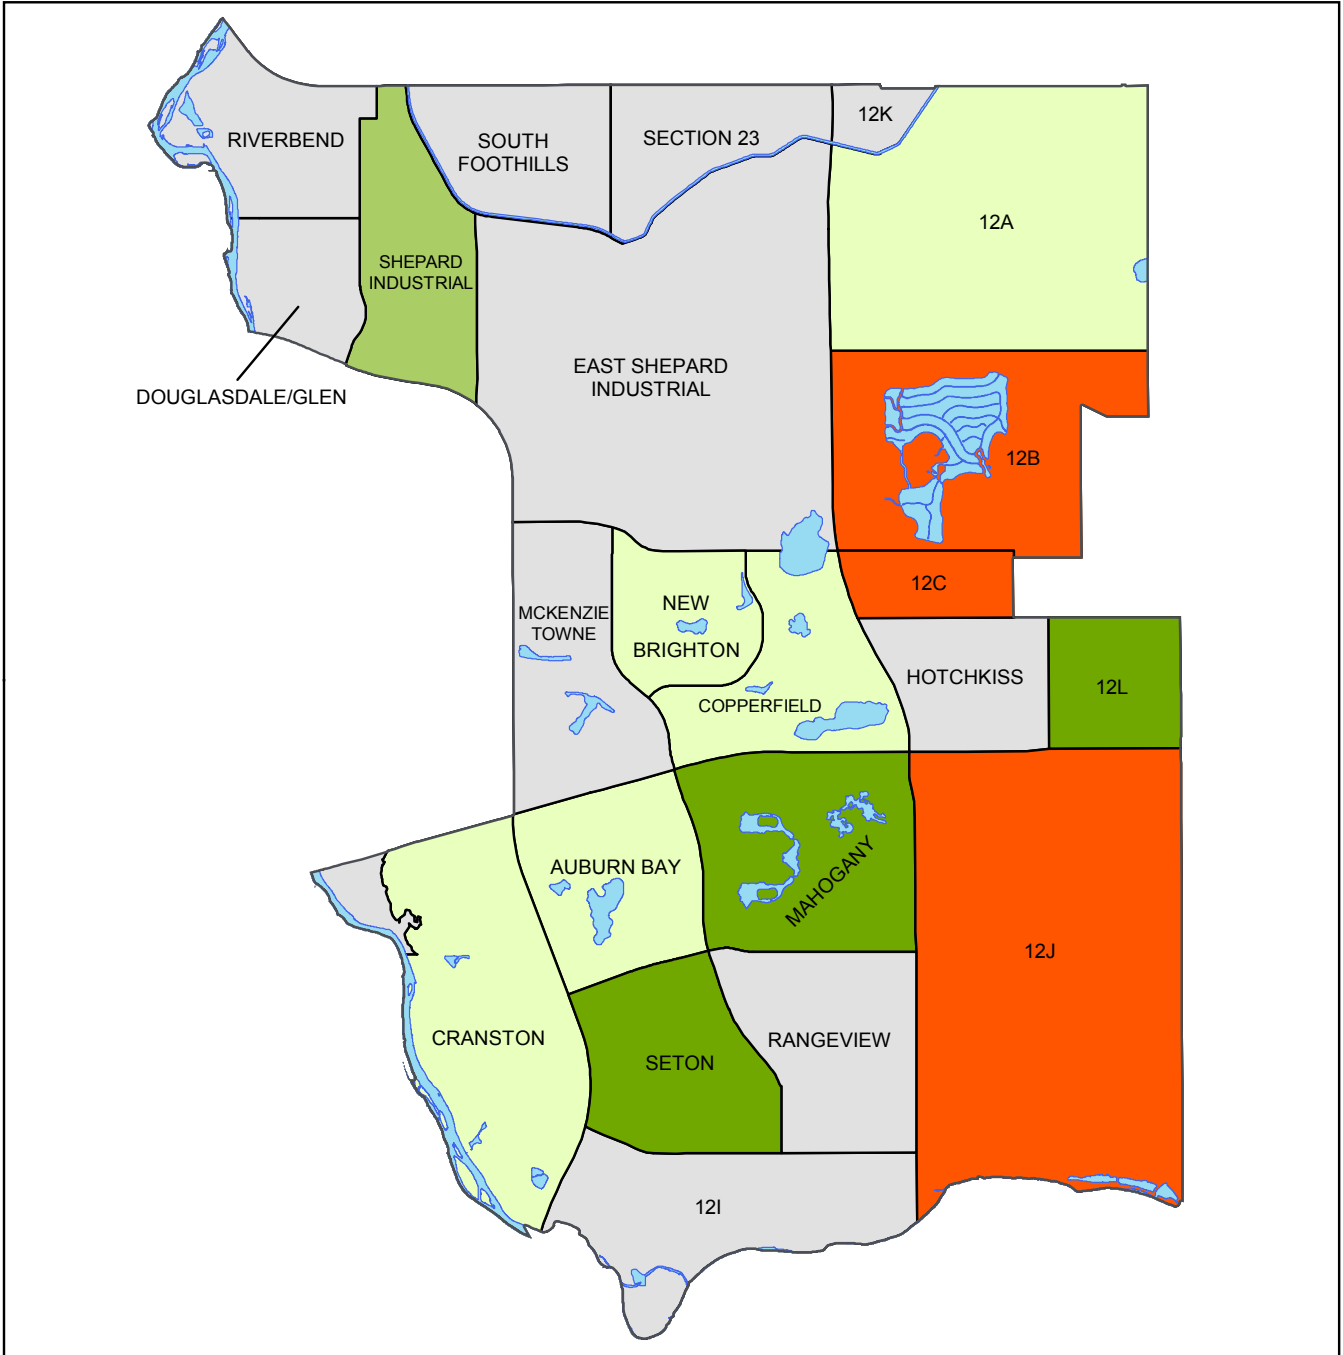 12K
RIVERBEND
SOUTH
FOOTHILLS
SECTION 23
12A
SHEPARD
INDUSTRIAL
EAST SHEPARD
INDUSTRIAL
DOUGLASDALE/GLEN
12B
12C
NEW
BRIGHTON
MCKENZIE
TOWNE
HOTCHKISS
12L
COPPERFIELD
AUBURN BAY
MAHOGANY
12J
CRANSTON
RANGEVIEW
SETON
12I